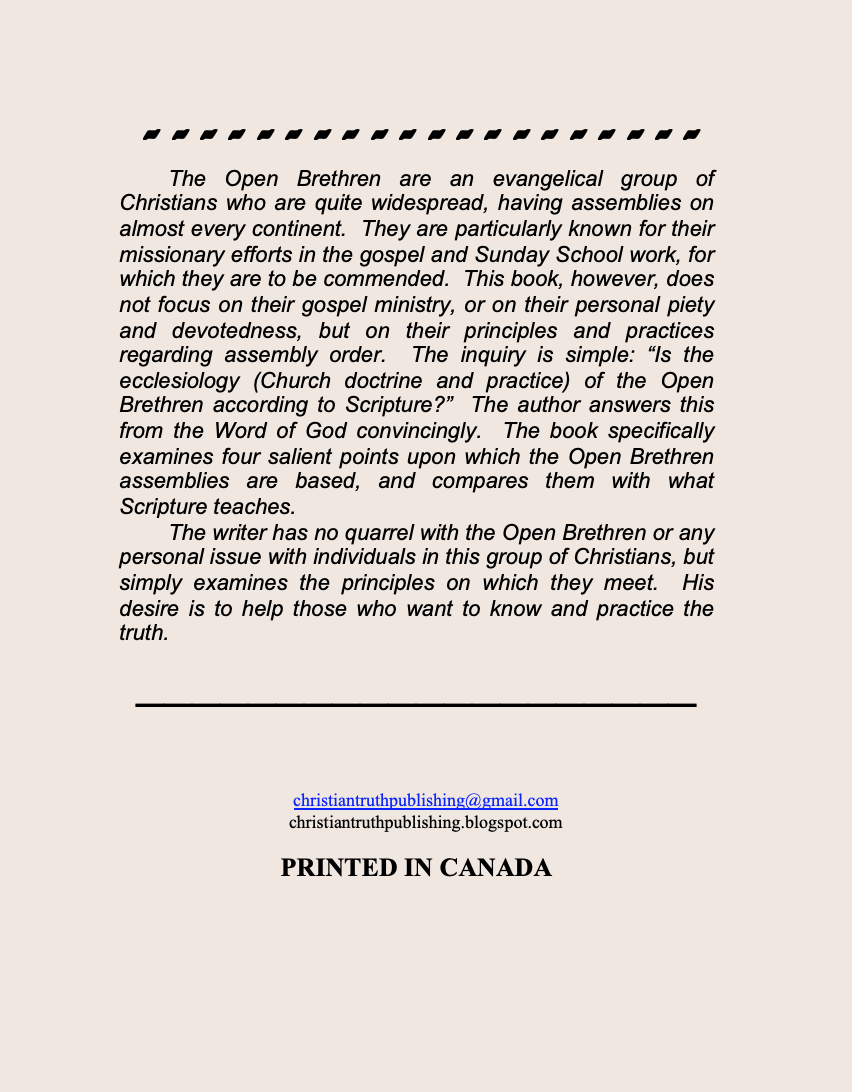 The Open Brethren are an evangelical group of
Christians who are quite widespread, having assemblies on
almost every continent.  They are particularly known for their
missionary efforts in the gospel and Sunday School work, for
which they are to be commended.  This book, however, does
not focus on their gospel ministry, or on their personal piety
and devotedness, but on their principles and practices
regarding assembly order.  The inquiry is simple: “Is the
ecclesiology (Church doctrine and practice) of the Open
Brethren according to Scripture?”  The author answers this
from the Word of God convincingly.  The book specifically
examines four salient points upon which the Open Brethren
assemblies are based, and compares them with what
Scripture teaches.
The writer has no quarrel with the Open Brethren or any
personal issue with individuals in this group of Christians, but
simply examines the principles on which they meet.  His
desire is to help those who want to know and practice the
truth.
christiantruthpublishing@gmail.com
christiantruthpublishing.blogspot.com
PRINTED IN CANADA